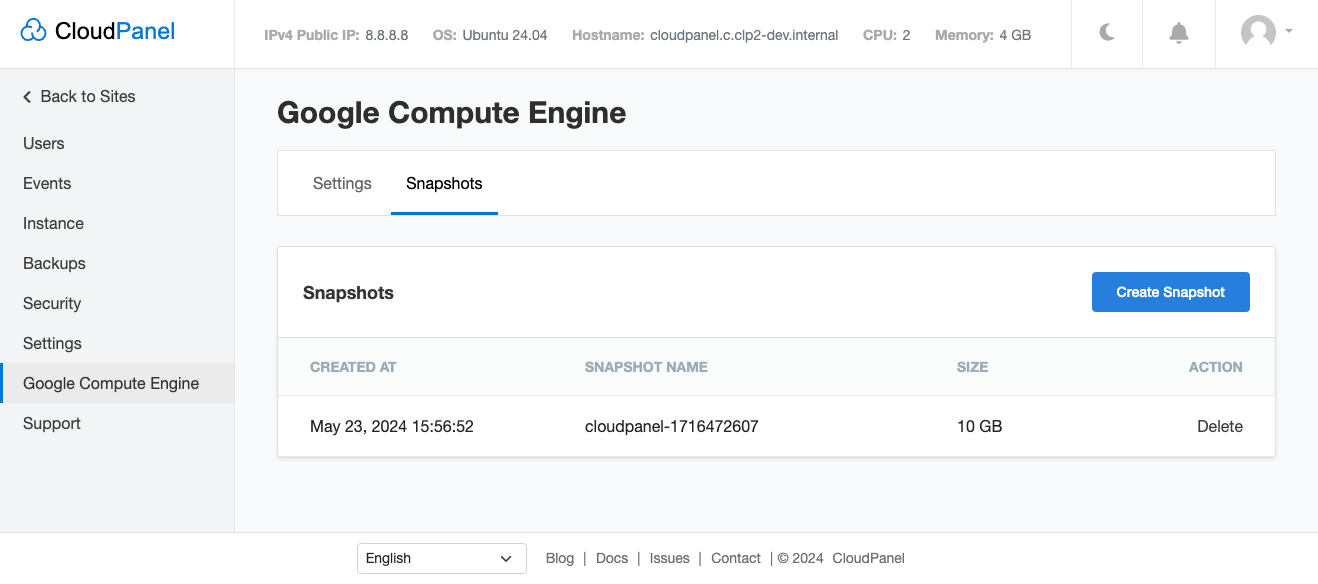 CloudPanel
IPv4 Public IP: 8.8.8.8 OS: Ubuntu 24.04 Hostname: cloudpanel.c.clp2-dev.internal CPU: 2 Memory: 4 GB
Back to Sites
Users
Events
Instance
Backups
Security
Settings
Google Compute Engine
Support
Google Compute Engine
Settings Snapshots
Snapshots Create Snapshot
CREATED AT SNAPSHOT NAME SIZE ACTION
May 23, 2024 15:56:52 cloudpanel-1716472607 10 GB Delete
English Blog | Docs | Issues | Contact | © 2024 CloudPanel